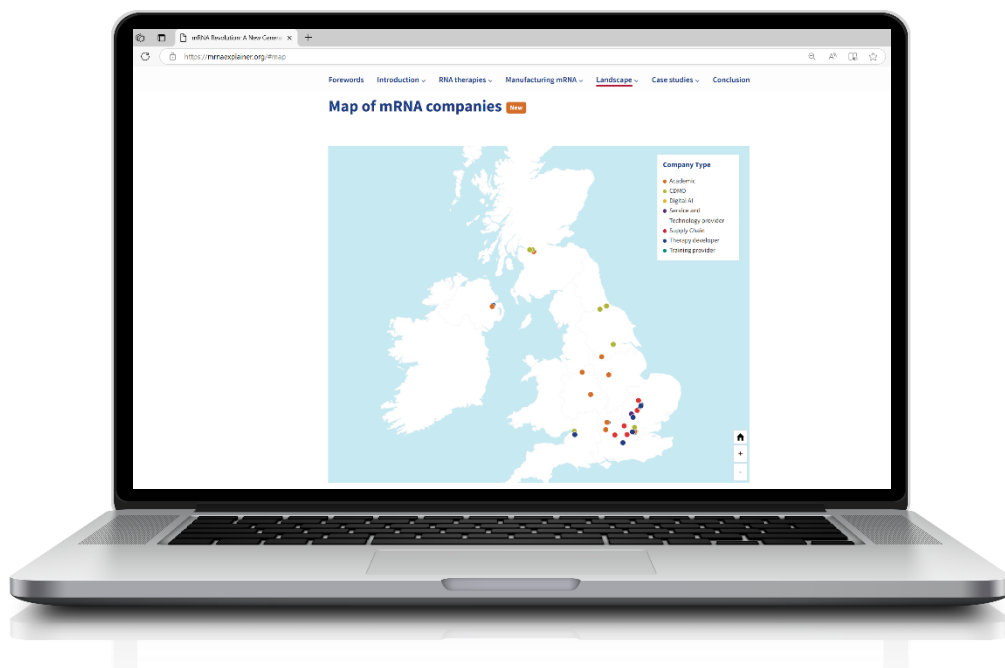 mRNA Revolution: A New Generat
https://mrnaexplainer.org/#map
Forewords Introduction RNA therapies Manufacturing mRNA Landscape Case studies Conclusion
Map of mRNA companies New
Company Type
Academic
CDMO
Digital AI
Service and
Technology provider
Supply Chain
Therapy developer
Training provider
+
-